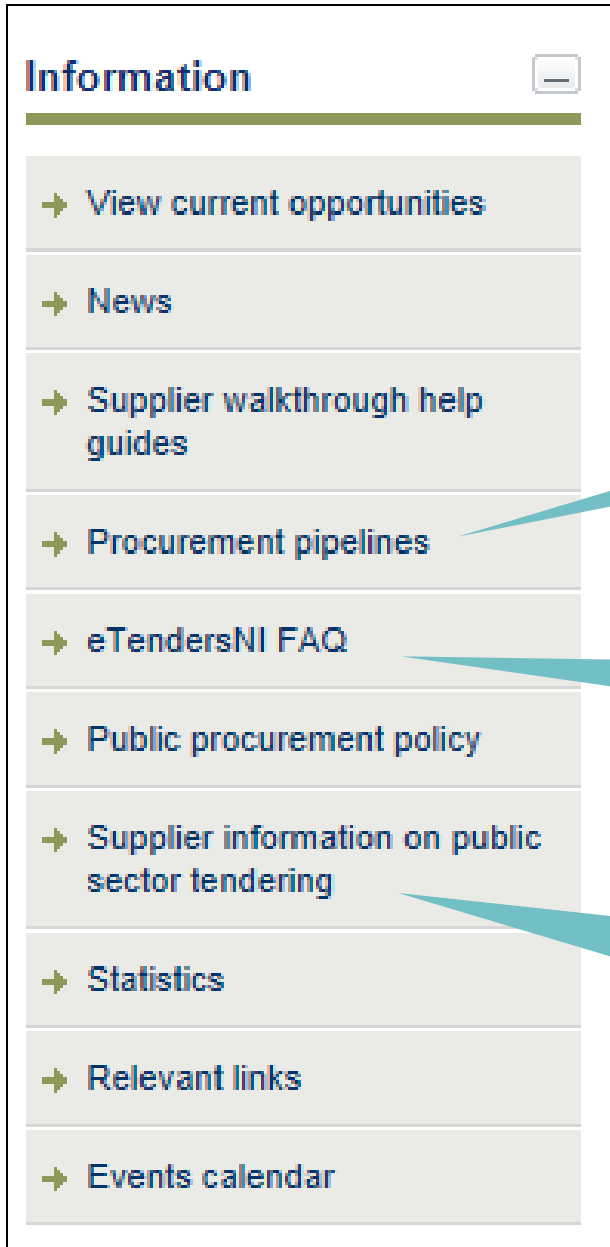 Information
View current opportunities
News
Supplier walkthrough help
guides
Procurement pipelines
eTendersNI FAQ
Public procurement policy
Supplier information on public
sector tendering
Statistics
Relevant links
Events calendar